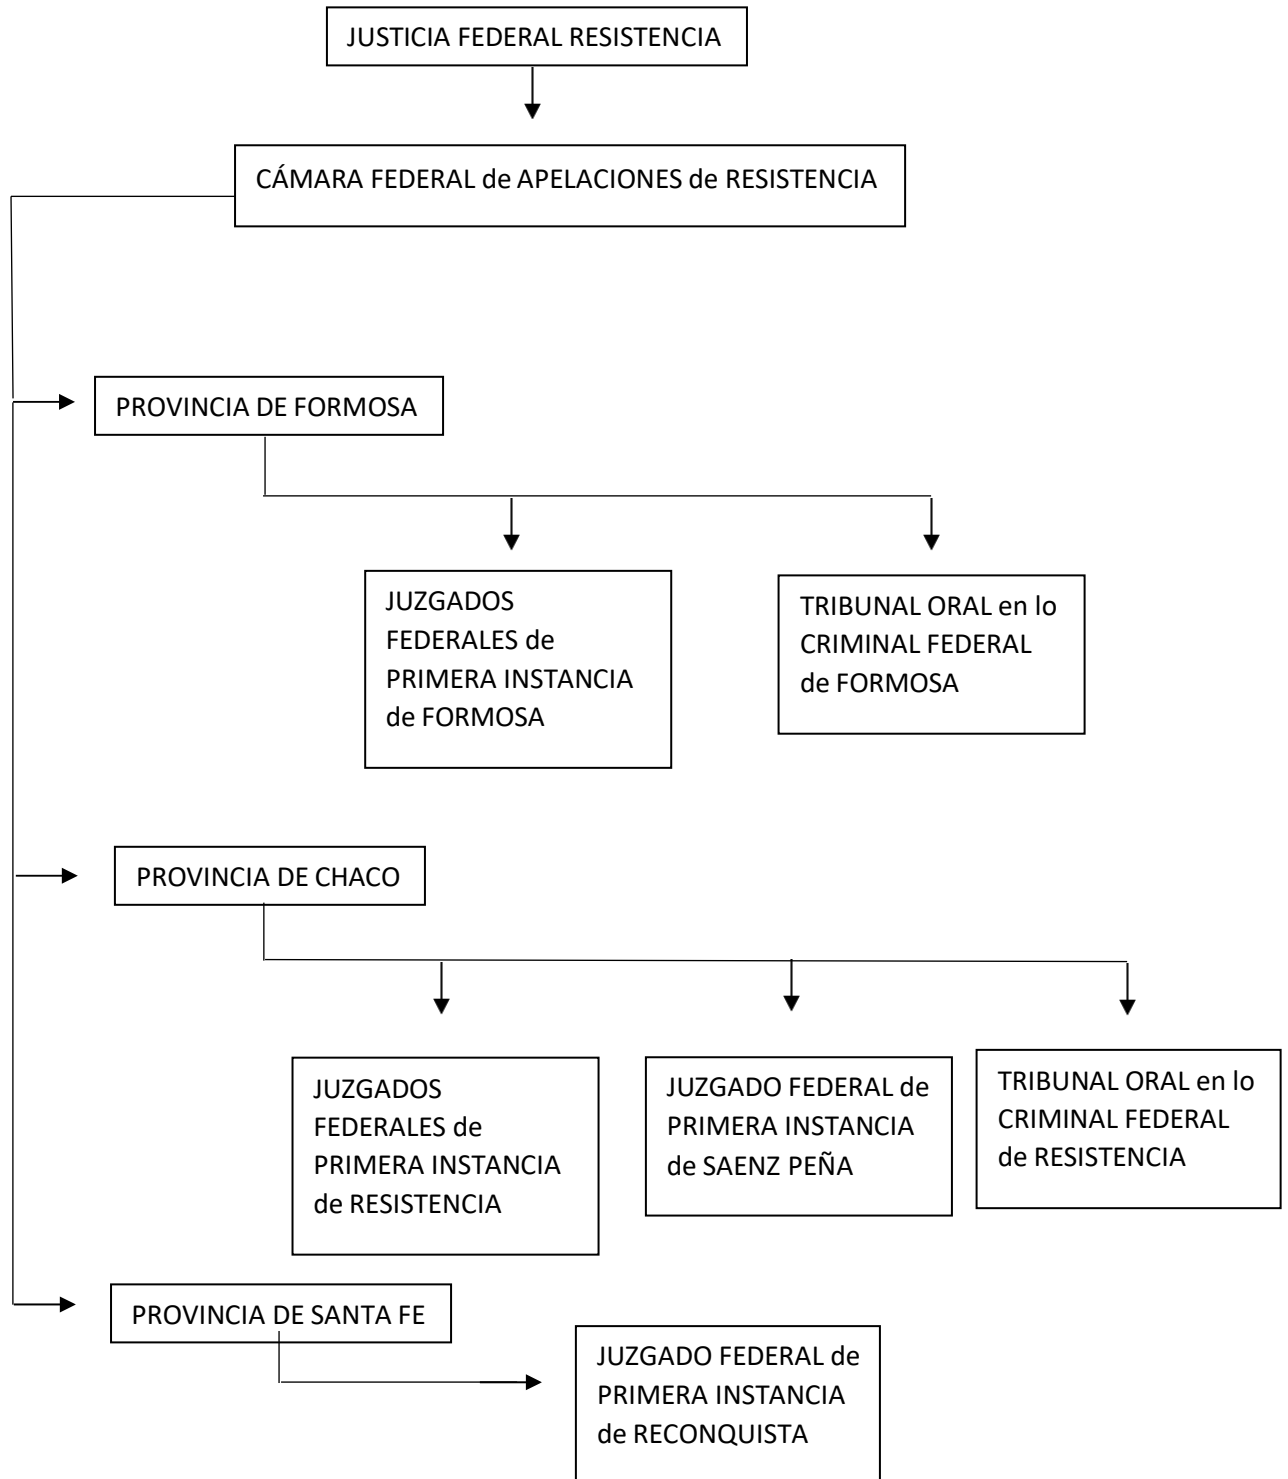 JUSTICIA FEDERAL RESISTENCIA
CÁMARA FEDERAL de APELACIONES de RESISTENCIA
PROVINCIA DE FORMOSA
JUZGADOS
FEDERALES de
PRIMERA INSTANCIA
de FORMOSA
TRIBUNAL ORAL en lo
CRIMINAL FEDERAL
de FORMOSA
PROVINCIA DE CHACO
JUZGADOS
FEDERALES de
PRIMERA INSTANCIA
de RESISTENCIA
JUZGADO FEDERAL de
PRIMERA INSTANCIA
de SAENZ PEÑA
TRIBUNAL ORAL en lo
CRIMINAL FEDERAL
de RESISTENCIA
PROVINCIA DE SANTA FE
JUZGADO FEDERAL de
PRIMERA INSTANCIA
de RECONQUISTA